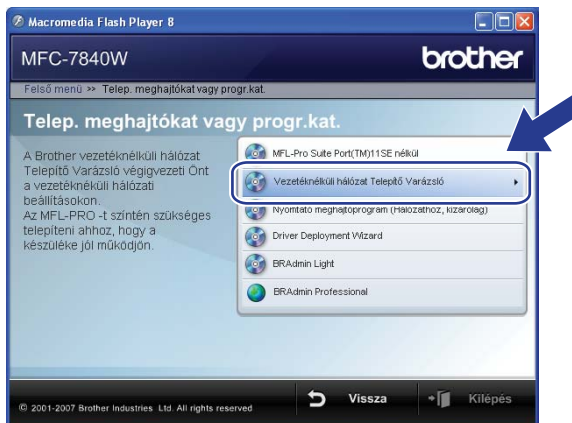 Macromedia Flash Player 8
MFC-7840W
brother
Felső menü >> Telep. meghajtókat vagy progr.kat.
Telep. meghajtókat vagy progr.kat.
A Brother vezetéknélküli hálózat
Telepítő Varázsló végigvezeti Önt
a vezetéknéküli hálózati
beállításokon.
Az MFL-PRO -t színtén szükséges
telepíteni ahhoz, hogy a
készüléke jól működjön.
MFL-Pro Suite Port(TM)11SE nélkül
Vezetéknélküli hálózat Telepítő Varázsló
Nyomtató meghajtóprogram (Hálózathoz, kizárólag)
Driver Deployment Wizard
BRAdmin Light
BRAdmin Professional
© 2001-2007 Brother Industries Ltd. All rights reserved
Vissza
Kilépés